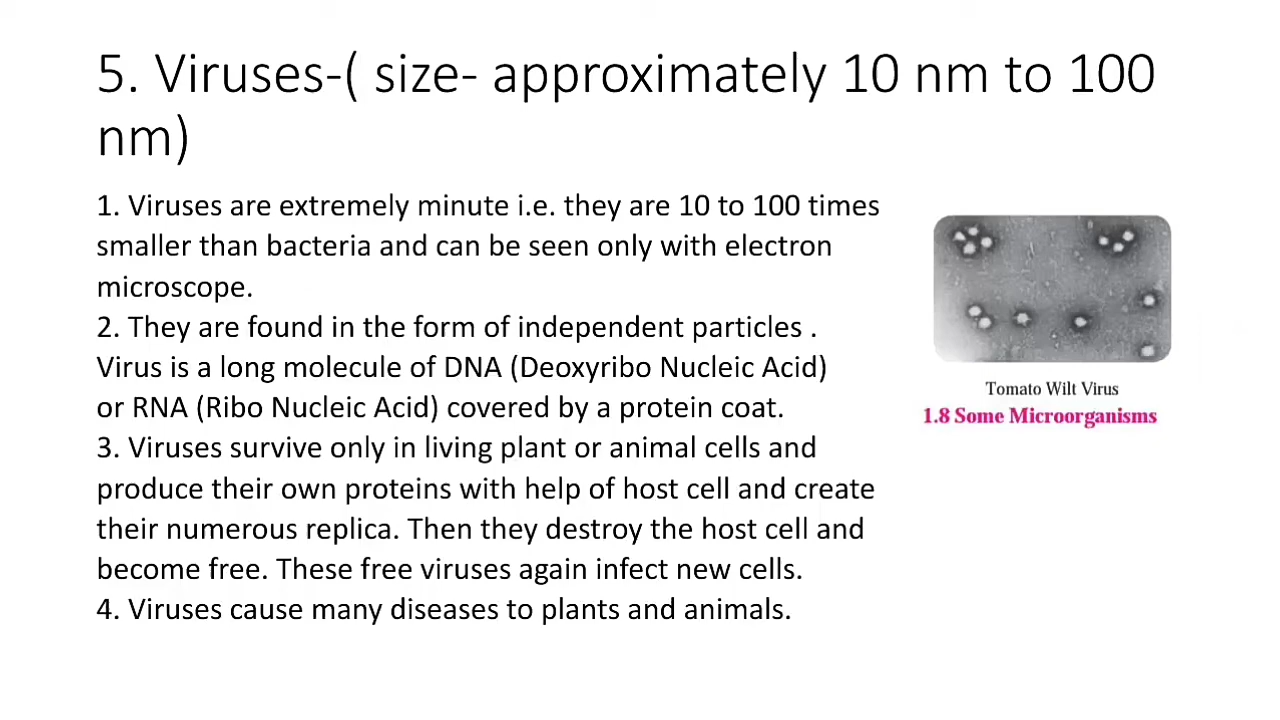 5. Viruses-( size- approximately 10 nm to 100
nm)
1. Viruses are extremely minute i.e. they are 10 to 100 times
smaller than bacteria and can be seen only with electron
microscope.
2. They are found in the form of independent particles .
Virus is a long molecule of DNA (Deoxyribo Nucleic Acid)
or RNA (Ribo Nucleic Acid) covered by a protein coat.
3. Viruses survive only in living plant or animal cells and
produce their own proteins with help of host cell and create
their numerous replica. Then they destroy the host cell and
become free. These free viruses again infect new cells.
4. Viruses cause many diseases to plants and animals.
Tomato Wilt Virus
1.8 Some Microorganisms